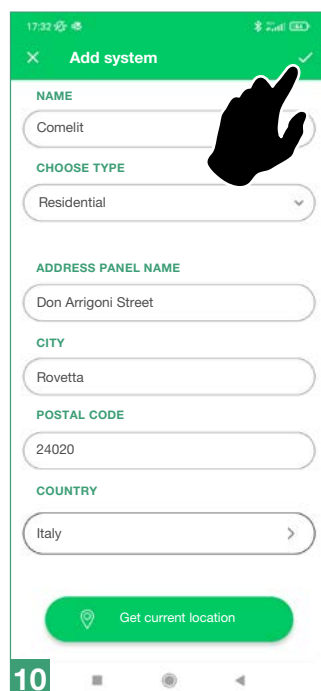 17:32
84
Add system
NAME
Comelit
CHOOSE TYPE
Residential
ADDRESS PANEL NAME
Don Arrigoni Street
CITY
Rovetta
POSTAL CODE
24020
COUNTRY
Italy
Get current location
10